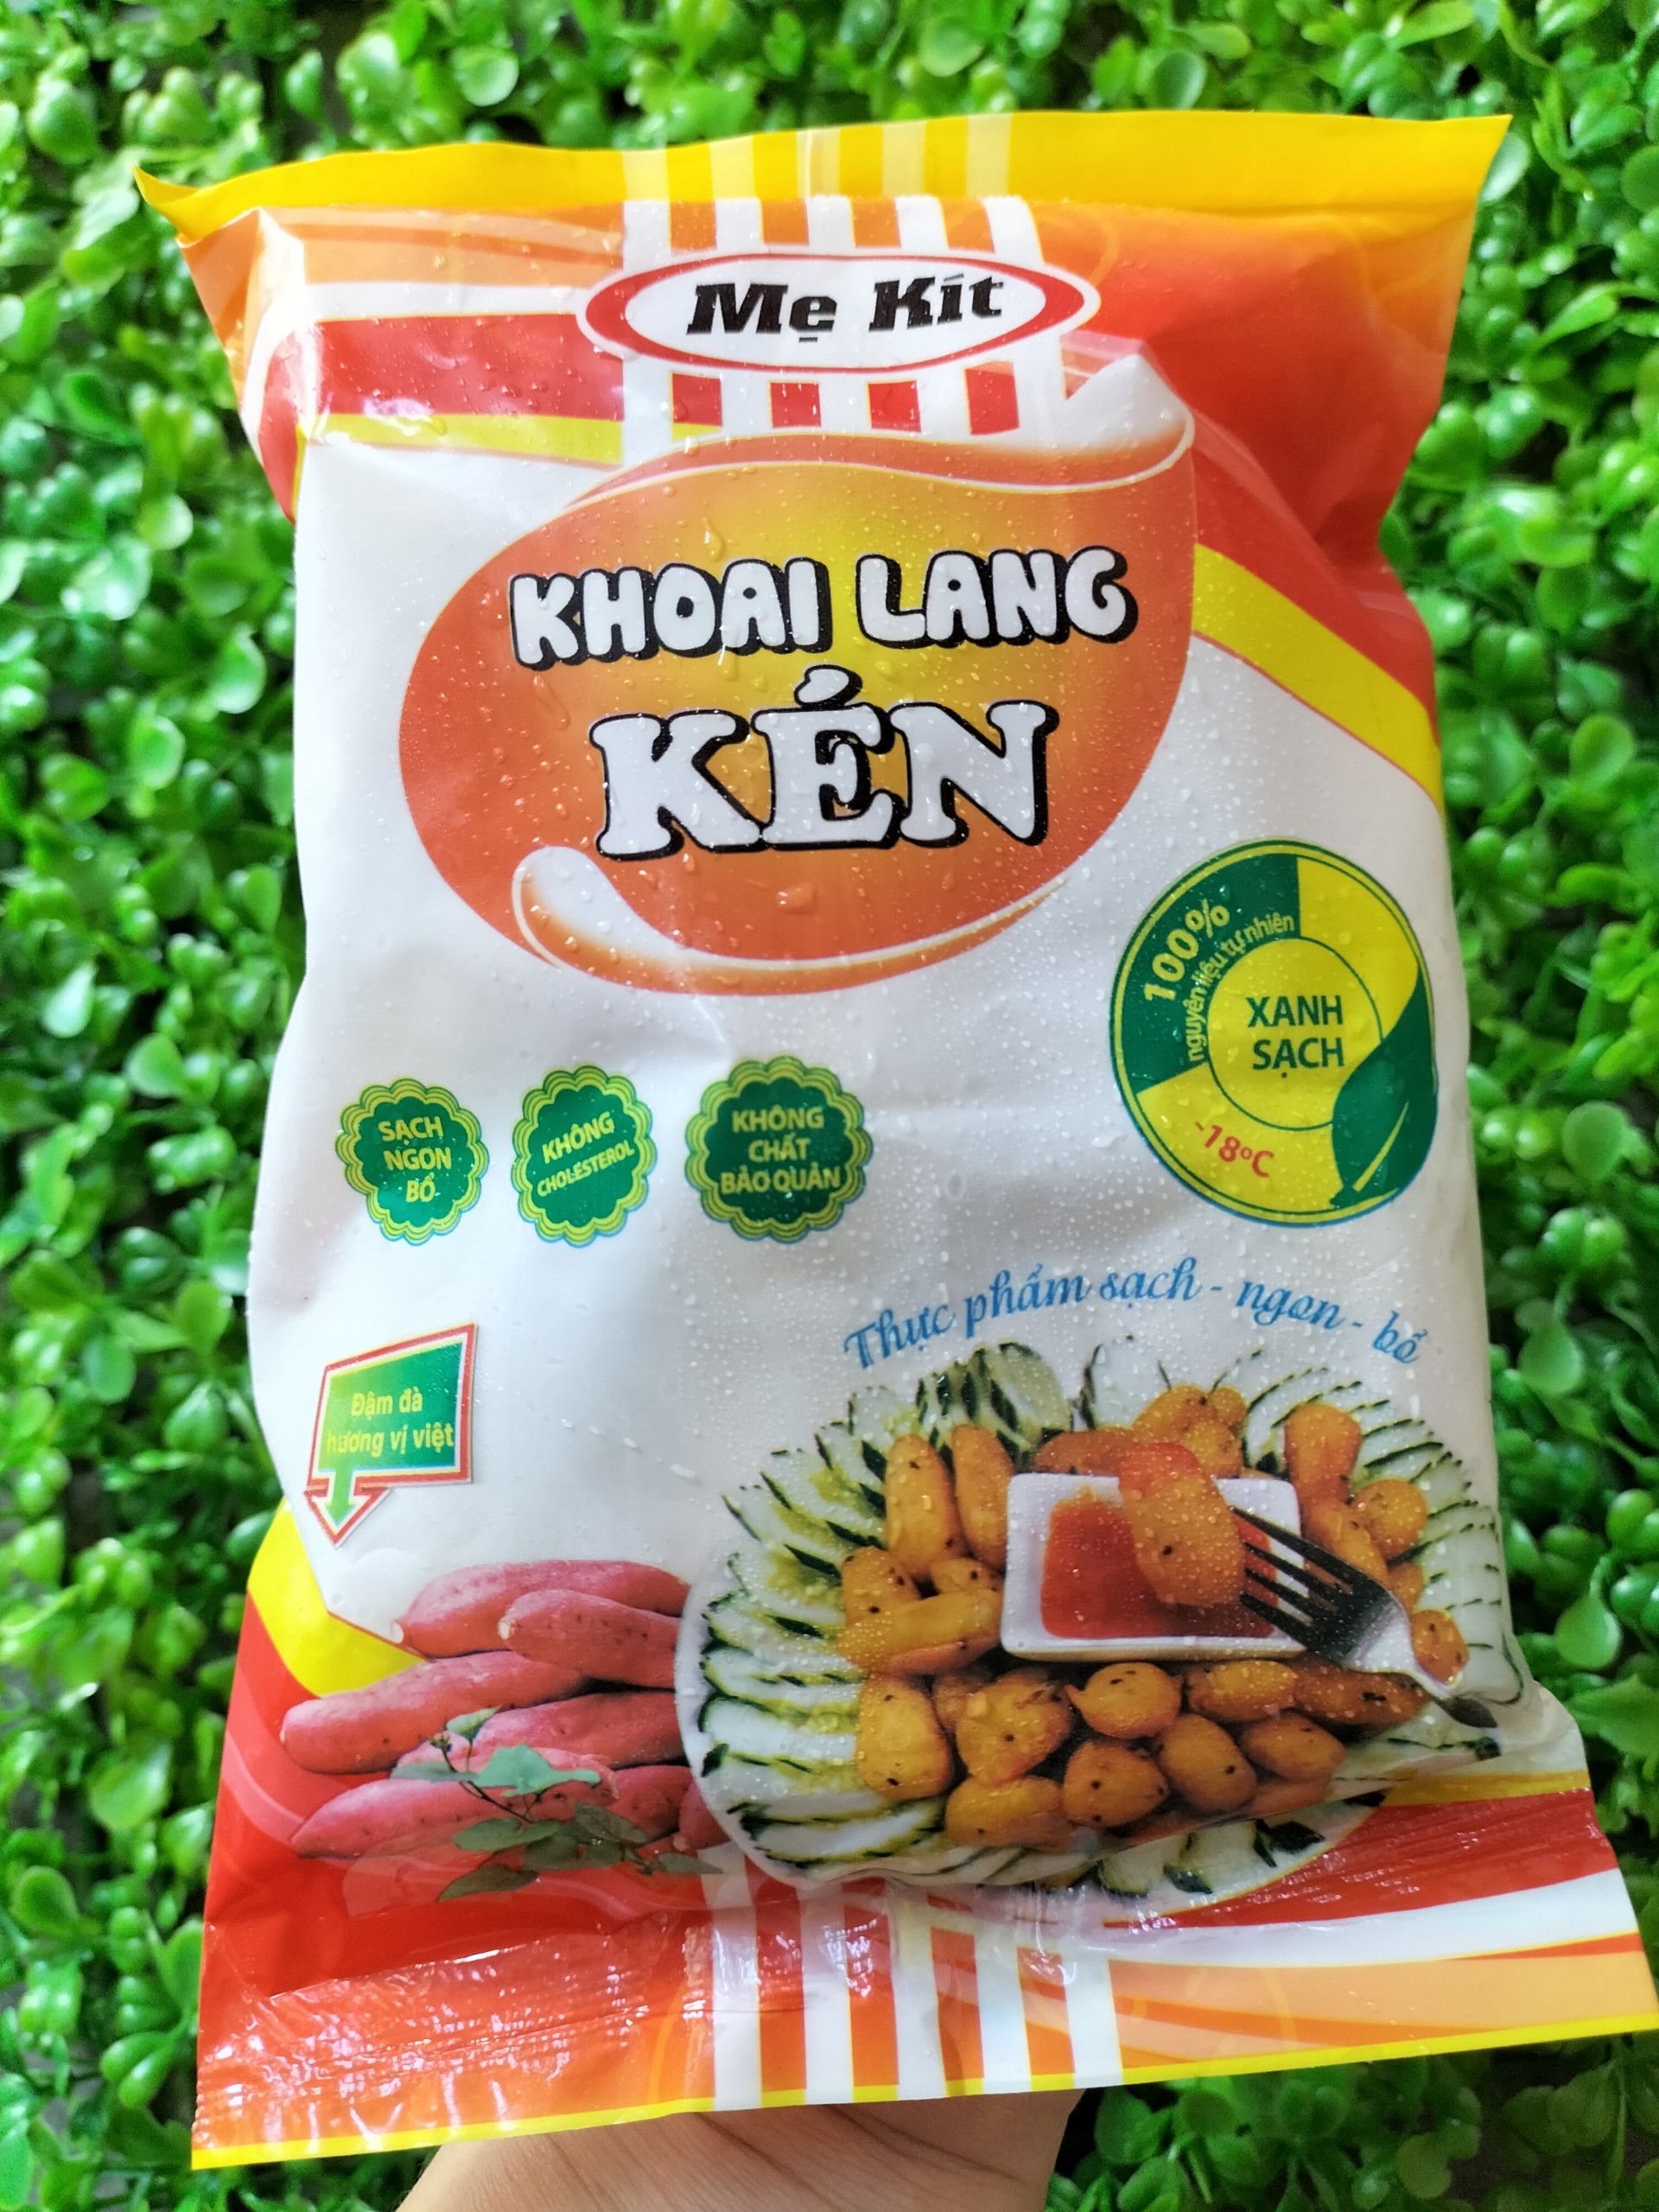 Mẹ Kít
KHOAI LANG
KÉN
100%
nguyên liệu tự nhiên
XANH
SẠCH
-18°C
SẠCH
NGON
BỔ
KHÔNG
CHOLESTEROL
KHÔNG
CHẤT
BẢO QUẢN
Thực phẩm sạch - ngon - bổ
Đậm đà
hương vị việt